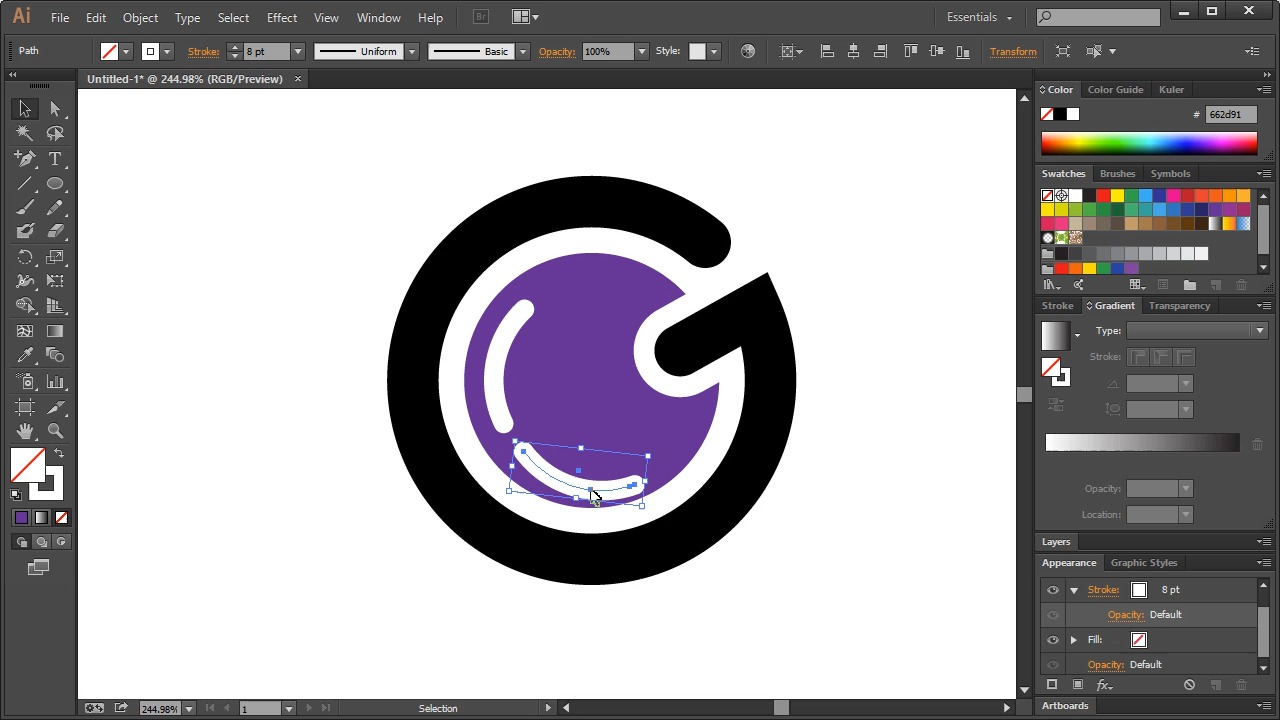 Ai File Edit Object Type Select Effect View Window Help Br Essentials
Path Stroke: 8 pt Uniform Basic Opacity: 100% Style: Transform
Untitled-1* @ 244.98% (RGB/Preview)
Color Color Guide Kuler
# 662d91
Swatches Brushes Symbols
Stroke Gradient Transparency
Type:
Stroke:
Opacity:
Location:
Layers
Appearance Graphic Styles
Stroke: 8 pt
Opacity: Default
Fill:
Opacity: Default
fx
Artboards
244.98% 1 Selection